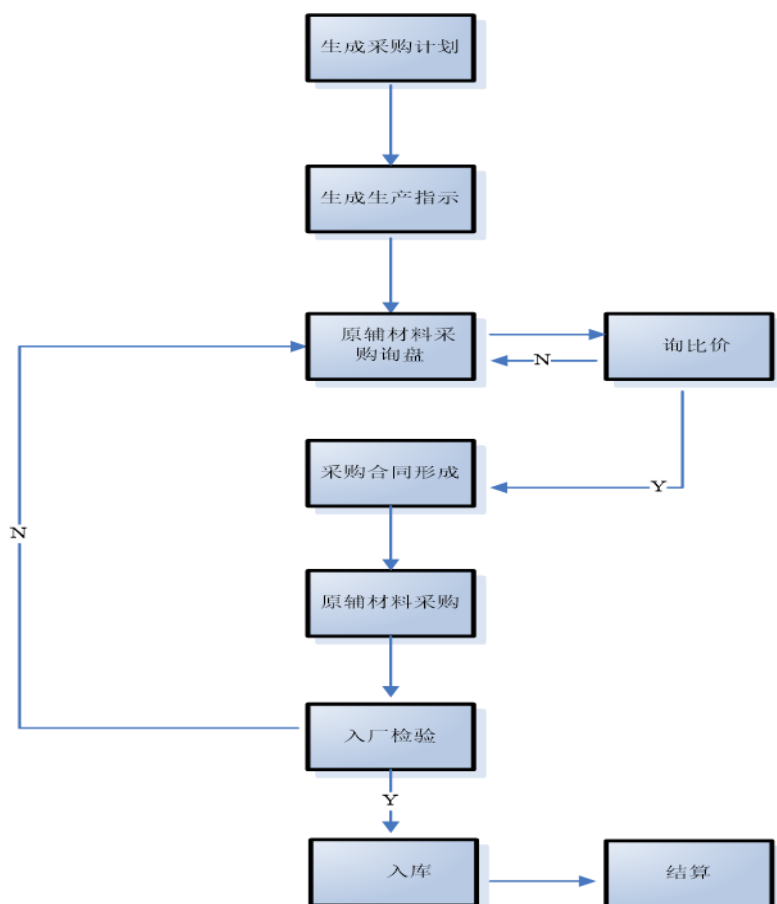 生成采购计划
生成生产指示
原辅材料采
购询盘
询比价
N
采购合同形成
Y
N
原辅材料采购
入厂检验
Y
入库
结算